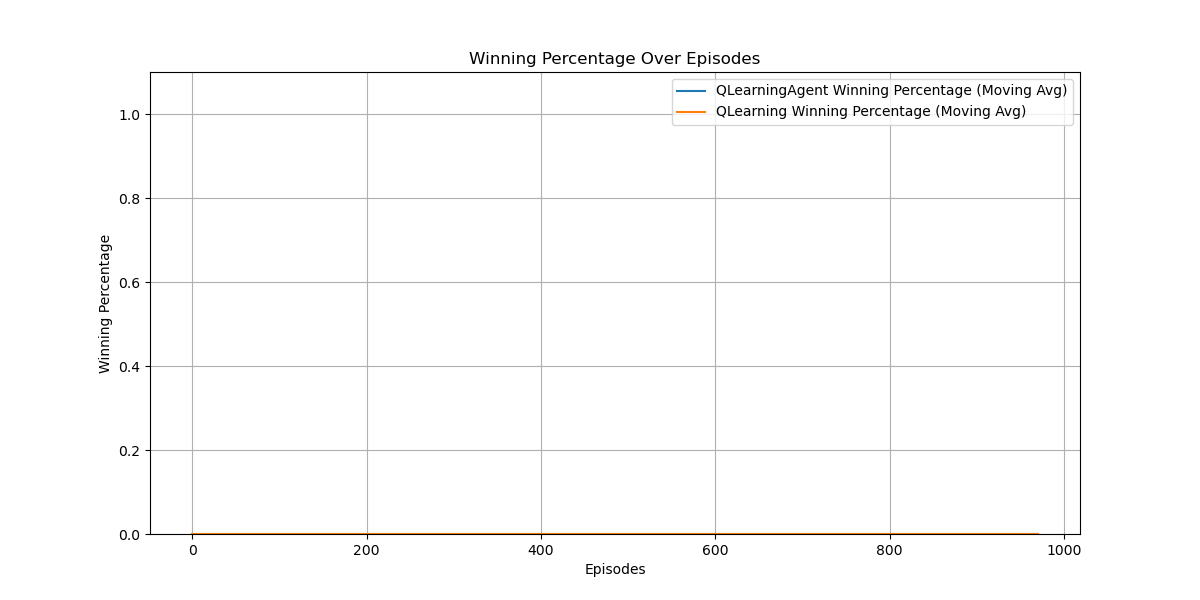 Winning Percentage Over Episodes
QLearningAgent Winning Percentage (Moving Avg)
QLearning Winning Percentage (Moving Avg)
1.0
0.8
0.6
0.4
0.2
0.0
Winning Percentage
0 200 400 600 800 1000
Episodes